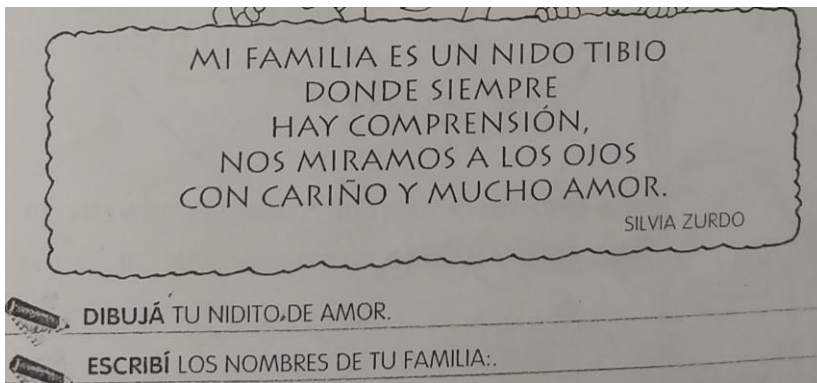 MI FAMILIA ES UN NIDO TIBIO
DONDE SIEMPRE
HAY COMPRENSIÓN,
NOS MIRAMOS A LOS OJOS
CON CARIÑO Y MUCHO AMOR.
SILVIA ZURDO
DIBUJÁ TU NIDITO DE AMOR.
ESCRIBÍ LOS NOMBRES DE TU FAMILIA:.